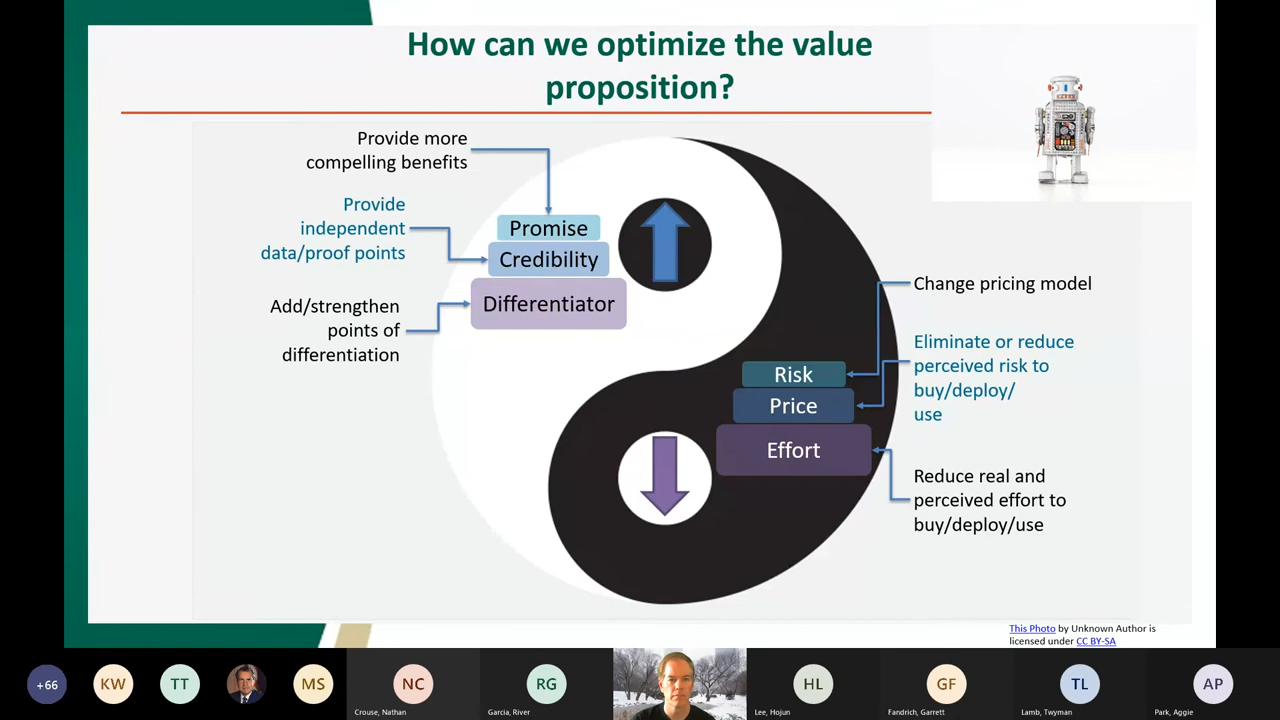 How can we optimize the value
proposition?
Provide more
compelling benefits
Provide
independent
data/proof points
Add/strengthen
points of
differentiation
Promise
Credibility
Differentiator
Risk
Price
Effort
Change pricing model
Eliminate or reduce
perceived risk to
buy/deploy/
use
Reduce real and
perceived effort to
buy/deploy/use
This Photo by Unknown Author is
licensed under CC BY-SA
+66
KW
TT
MS
NC
Crouse, Nathan
RG
Garcia, River
HL
Lee, Hojun
GF
Fandrich, Garrett
TL
Lamb, Twyman
AP
Park, Aggie